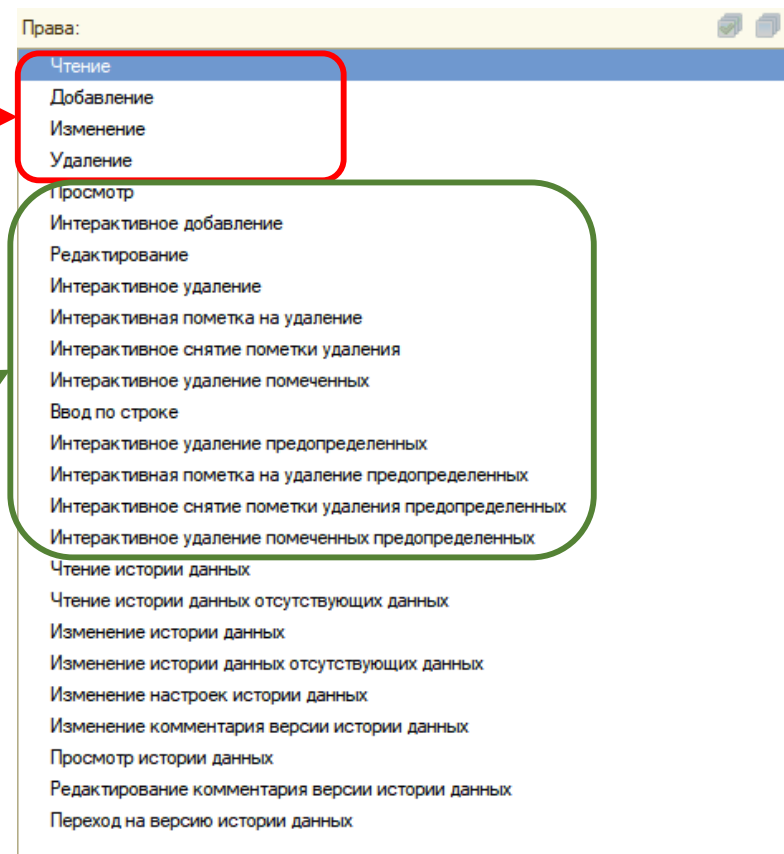 Права:
Чтение
Добавление
Изменение
Удаление
Просмотр
Интерактивное добавление
Редактирование
Интерактивное удаление
Интерактивная пометка на удаление
Интерактивное снятие пометки удаления
Интерактивное удаление помеченных
Ввод по строке
Интерактивное удаление предопределенных
Интерактивная пометка на удаление предопределенных
Интерактивное снятие пометки удаления предопределенных
Интерактивное удаление помеченных предопределенных
Чтение истории данных
Чтение истории данных отсутствующих данных
Изменение истории данных
Изменение истории данных отсутствующих данных
Изменение настроек истории данных
Изменение комментария версии истории данных
Просмотр истории данных
Редактирование комментария версии истории данных
Переход на версию истории данных